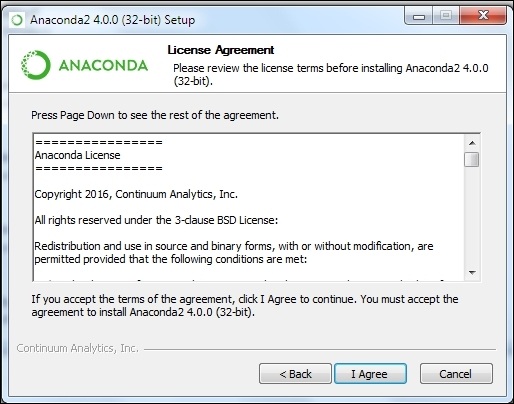 Anaconda2 4.0.0 (32-bit) Setup
ANACONDA
License Agreement
Please review the license terms before installing Anaconda2 4.0.0
(32-bit).
Press Page Down to see the rest of the agreement.
================
Anaconda License
================
Copyright 2016, Continuum Analytics, Inc.
All rights reserved under the 3-clause BSD License:
Redistribution and use in source and binary forms, with or without modification, are
permitted provided that the following conditions are met:
If you accept the terms of the agreement, click I Agree to continue. You must accept the
agreement to install Anaconda2 4.0.0 (32-bit).
Continuum Analytics, Inc.
< Back
I Agree
Cancel